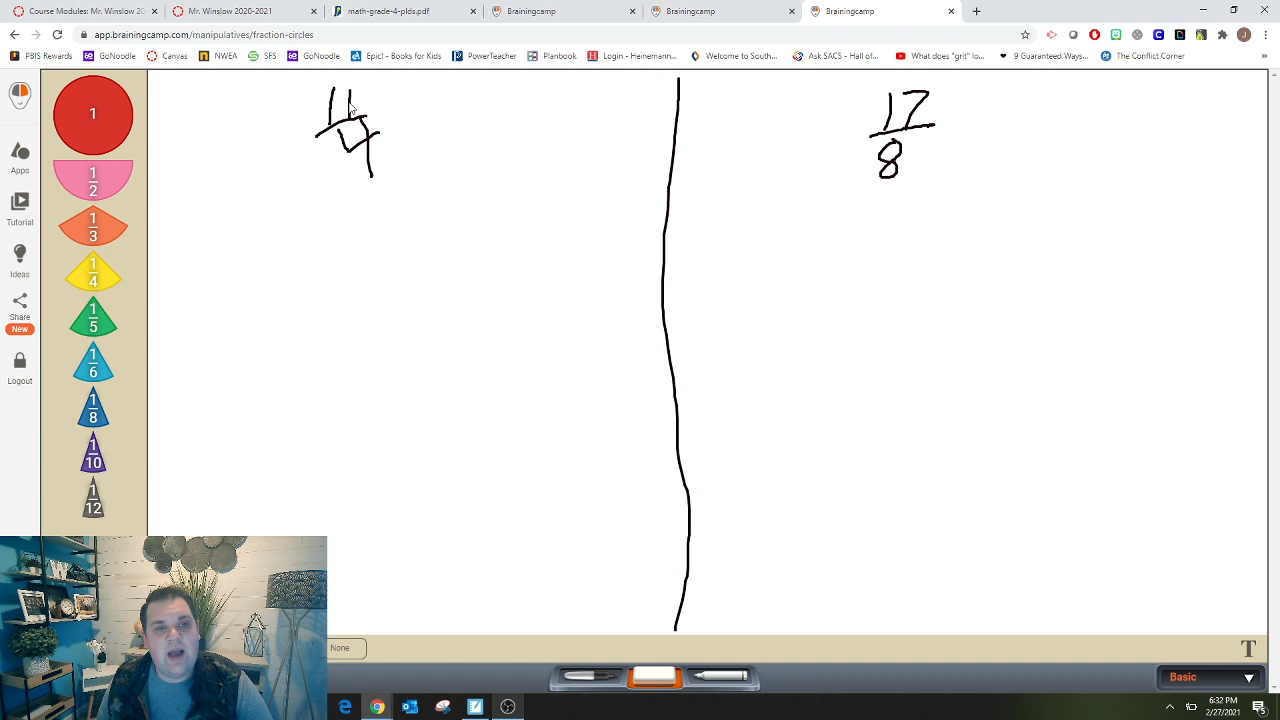 Course Modules: Mr. Winslow 20
Mr. Winslow 2020-2021
math-grade-4-plds.pdf
Brainingcamp
Brainingcamp
Brainingcamp
app.brainingcamp.com/manipulatives/fraction-circles
PBIS Rewards
GoNoodle
Canvas
NWEA
SFS
GoNoodle
Epic! - Books for Kids
PowerTeacher
Planbook
Login - Heinemann...
Welcome to South...
Ask SACS - Hall of...
What does "grit" lo...
9 Guaranteed Ways...
The Conflict Corner
Apps
Tutorial
Ideas
Share
New
Logout
1
1/2
1/3
1/4
1/5
1/6
1/8
1/10
1/12
11/4
17/8
None
T
Basic
6:32 PM
2/27/2021